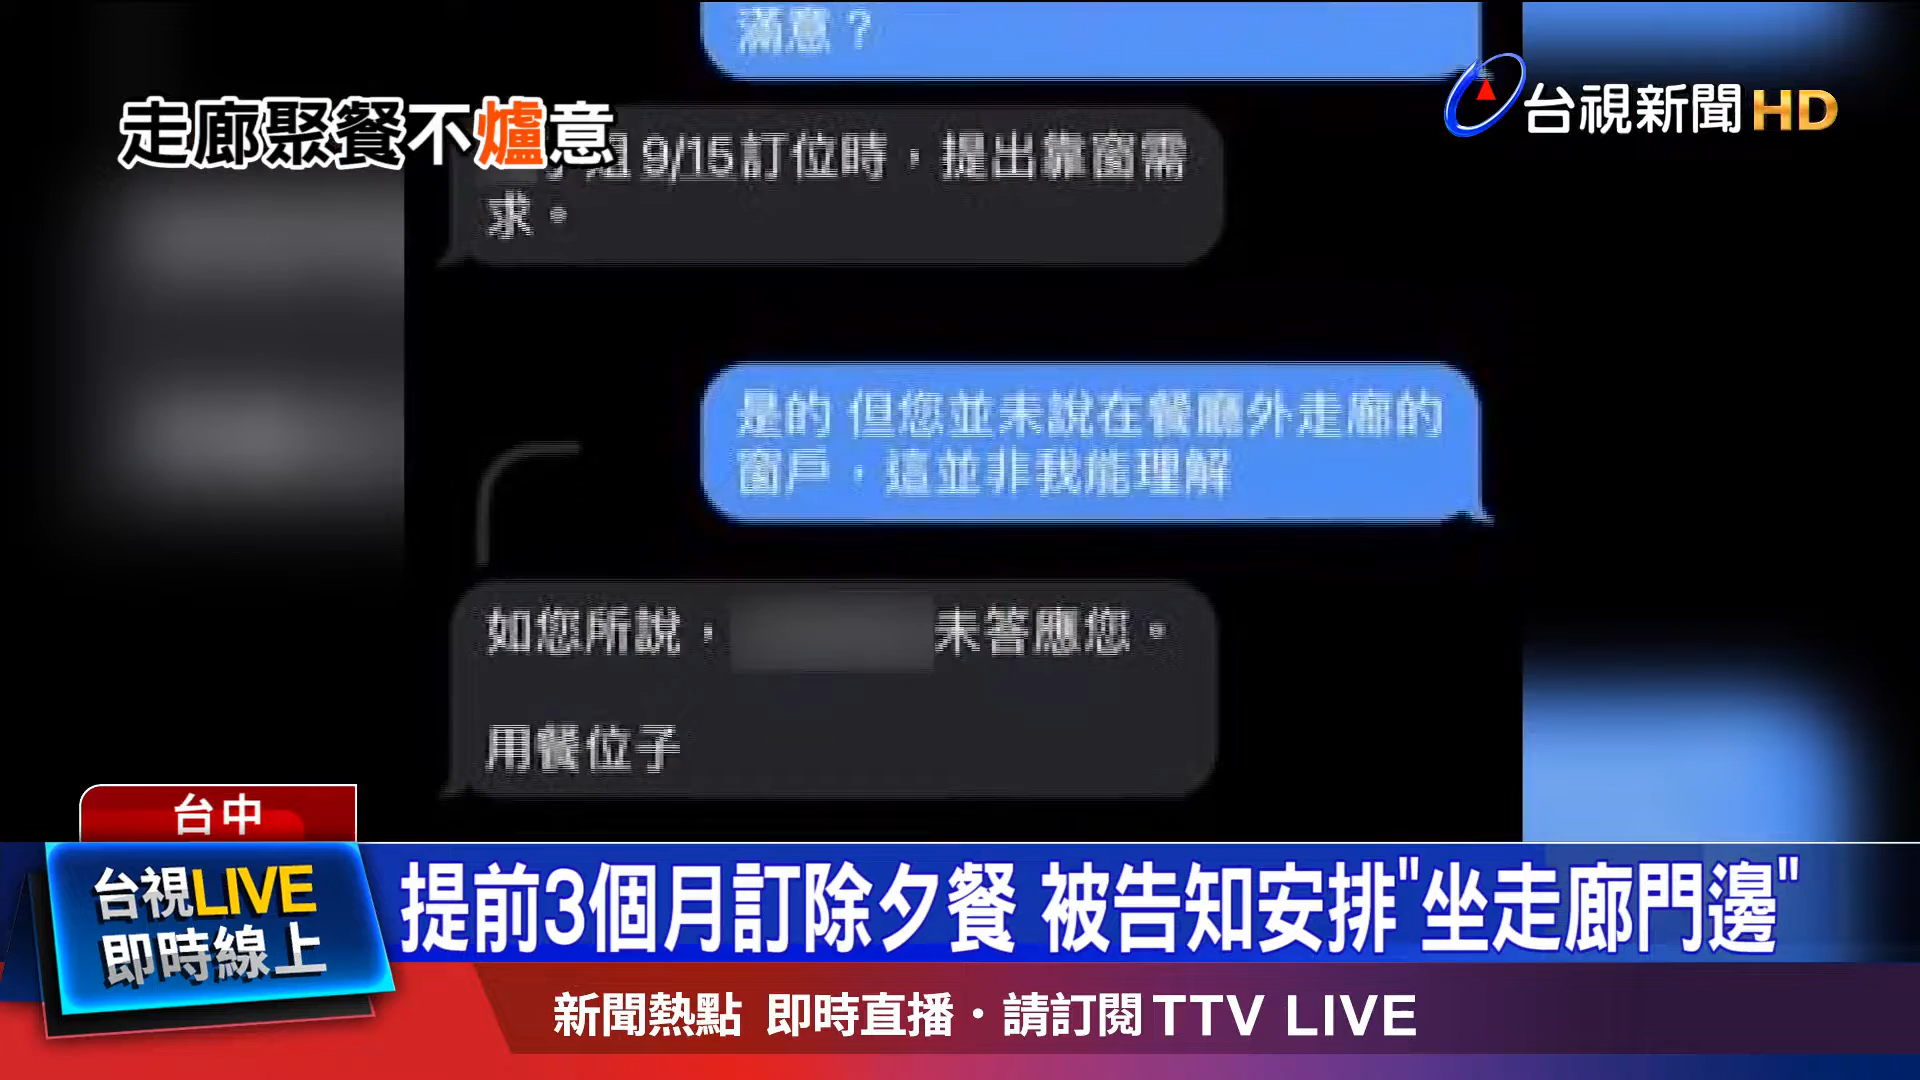 滿意？
台視新聞HD
走廊聚餐不爐意
姐9/15訂位時，提出靠窗需
求。
是的 但您並未說在餐廳外走廊的
窗戶，這並非我能理解
如您所說，
未答應您。
用餐位子
台中
台視LIVE
即時線上
提前3個月訂除夕餐 被告知安排"坐走廊門邊"
新聞熱點 即時直播·請訂閱TTV LIVE